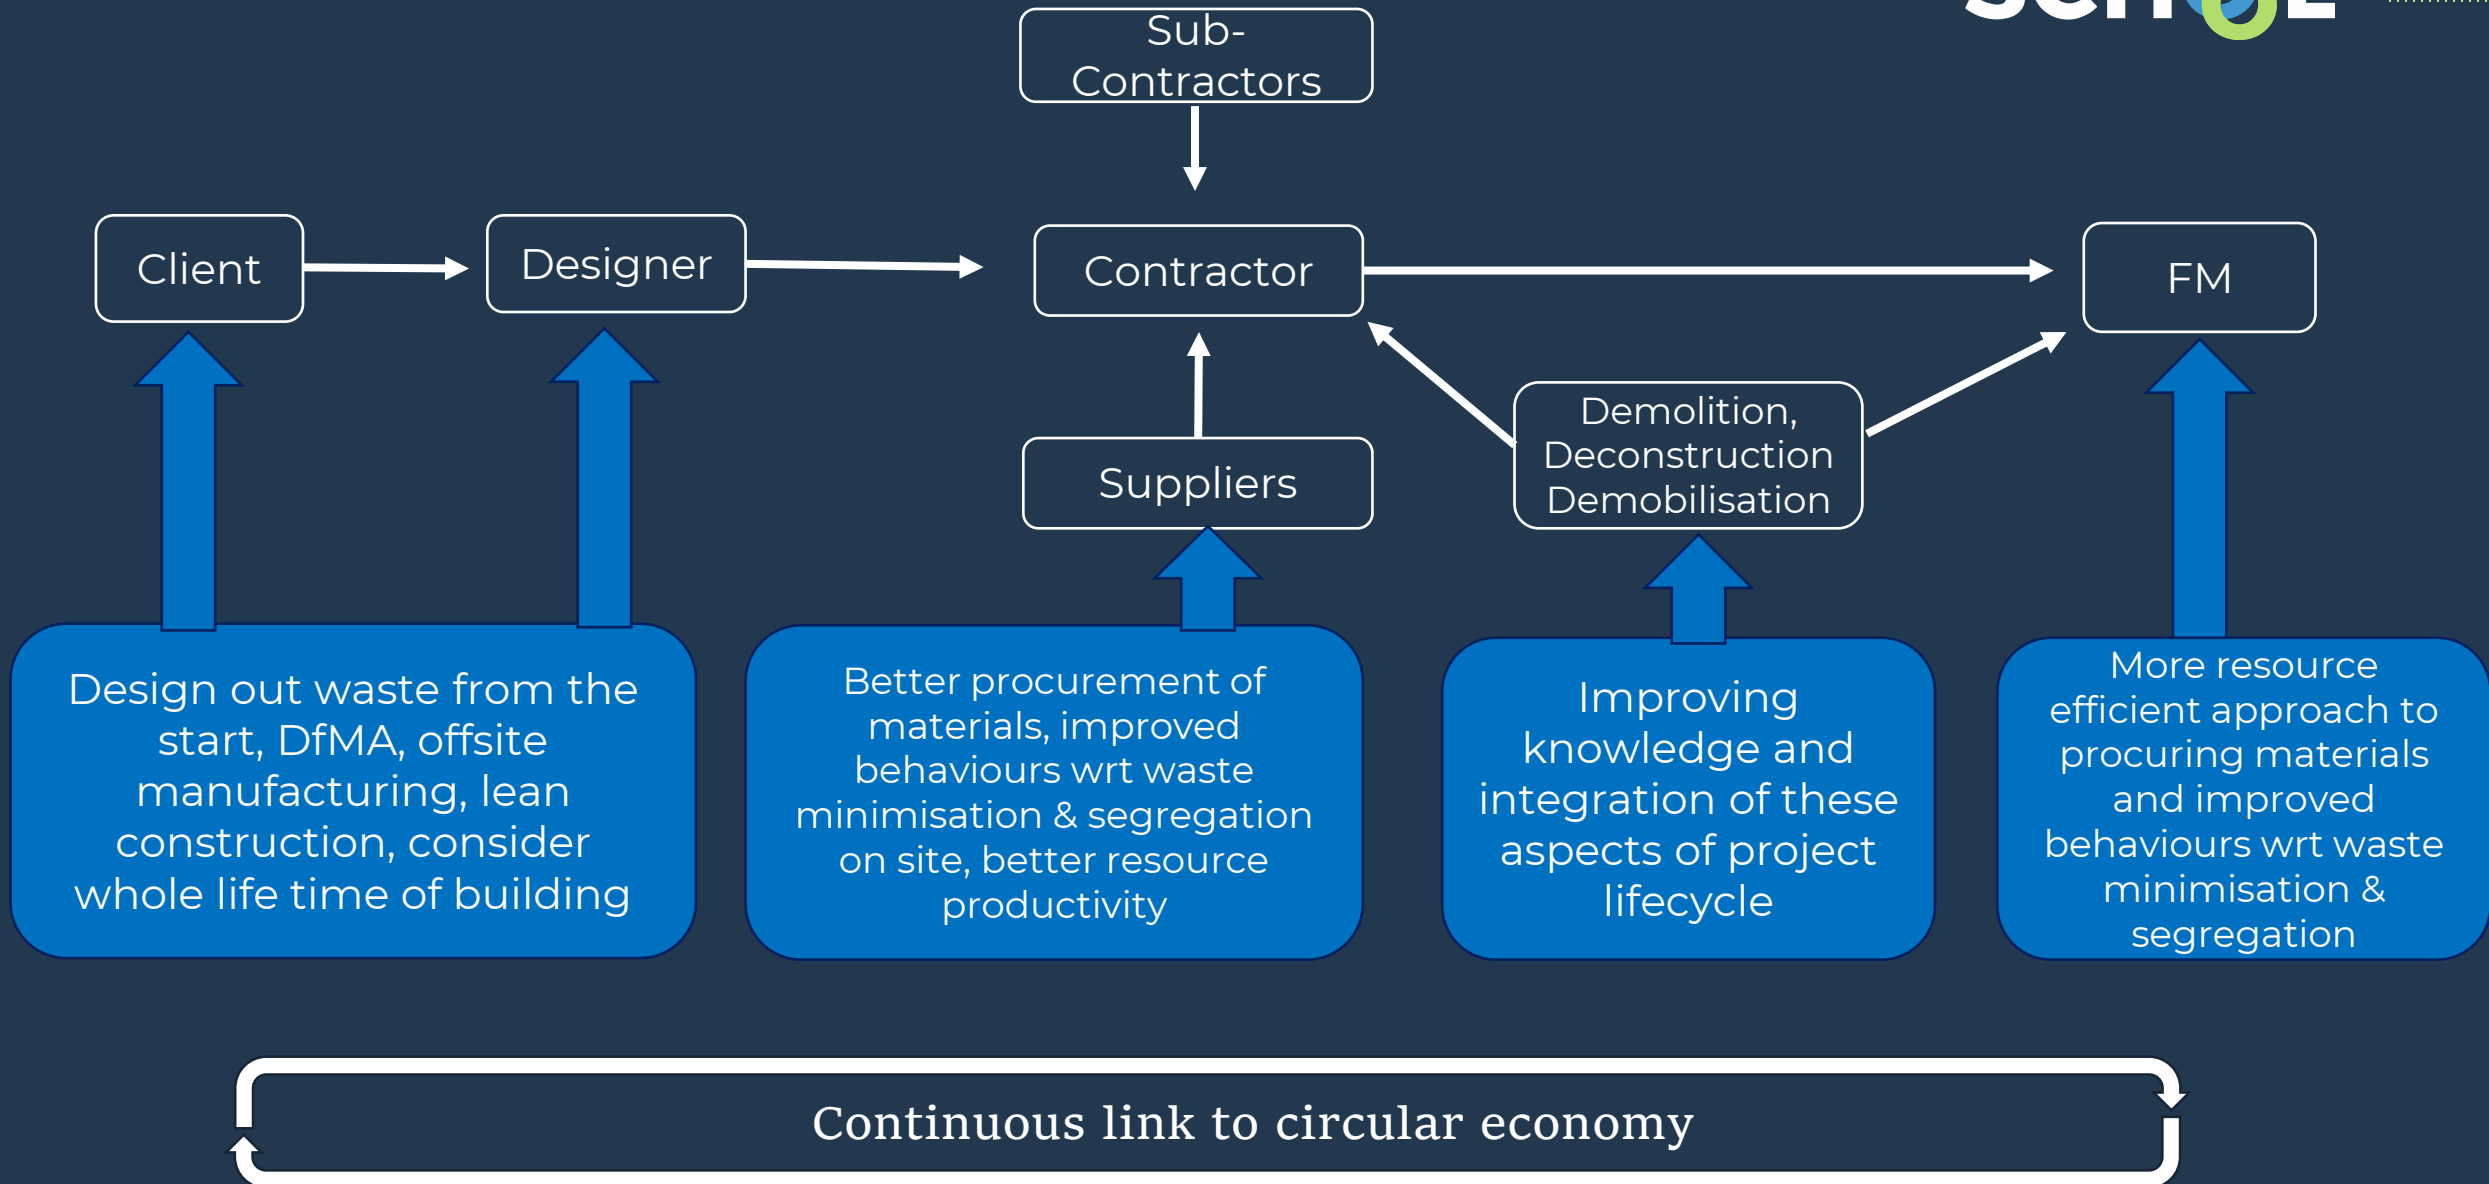 Sub-
Contractors
Client
Designer
Contractor
FM
Suppliers
Demolition,
Deconstruction
Demobilisation
Design out waste from the
start, DfMA, offsite
manufacturing, lean
construction, consider
whole life time of building
Better procurement of
materials, improved
behaviours wrt waste
minimisation & segregation
on site, better resource
productivity
Improving
knowledge and
integration of these
aspects of project
lifecycle
More resource
efficient approach to
procuring materials
and improved
behaviours wrt waste
minimisation &
segregation
Continuous link to circular economy